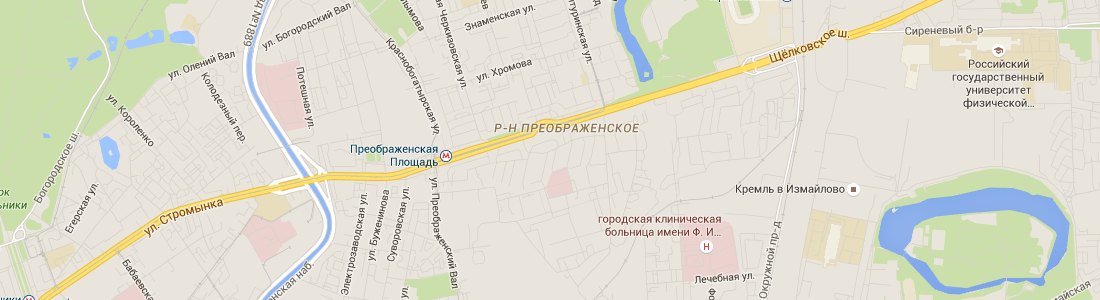 Д №1889
ул. Богородский Вал
Знаменская ул.
Щёлковское ш.
Сиреневый б-р
ул. Олений Вал
Краснобогатырская ул.
Черкизовская ул.
ул. Хромова
Российский
государственный
университет
физической...
Потешная ул.
Колодезный пер.
ул. Короленко
Р-Н ПРЕОБРАЖЕНСКОЕ
Преображенская
Площадь
Богородское ш.
Егерская ул.
ул. Стромынка
Электрозаводская ул.
ул. Буженинова
Суворовская ул.
ул. Преображенский Вал
Кремль в Измайлово
городская клиническая
больница имени Ф. И...
Н
Лечебная ул.
Окружной пр-д
Бабаевска